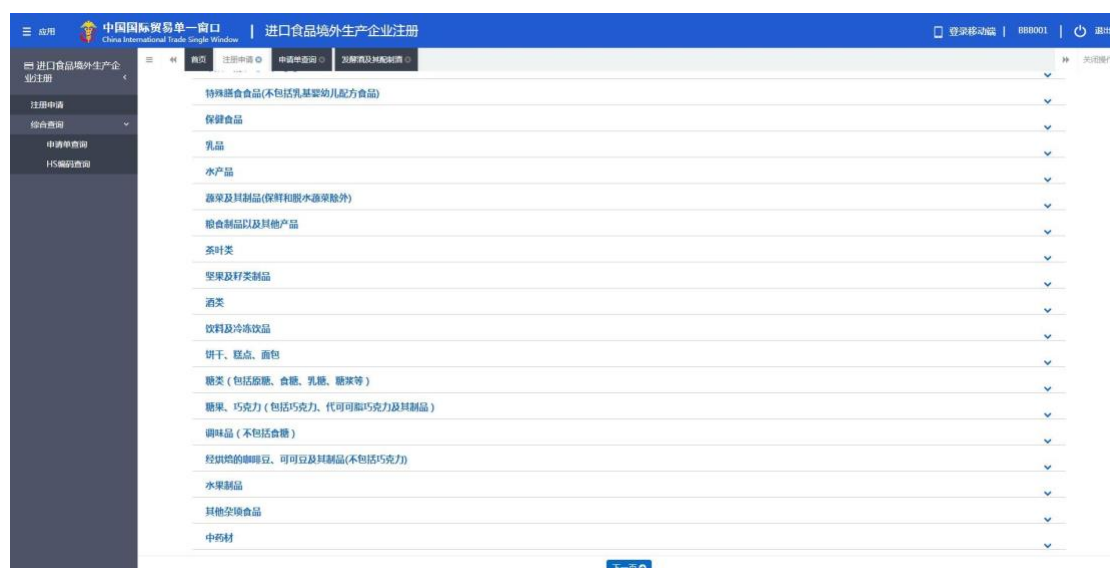 应用
中国国际贸易单一窗口
China International Trade Single Window
进口食品境外生产企业注册
登录移动端 | BBB001
退出
进口食品境外生产企
业注册
首页
注册申请
申请单查询
发酵酒及其配制酒
关闭操作
注册申请
综合查询
申请单查询
HS编码查询
特殊膳食食品(不包括乳基婴幼儿配方食品)
保健食品
乳品
水产品
蔬菜及其制品(保鲜和脱水蔬菜除外)
粮食制品以及其他产品
茶叶类
坚果及籽类制品
酒类
饮料及冷冻饮品
饼干、糕点、面包
糖类(包括原糖、食糖、乳糖、糖浆等)
糖果、巧克力(包括巧克力、代可可脂巧克力及其制品)
调味品(不包括食糖)
经烘焙的咖啡豆、可可豆及其制品(不包括巧克力)
水果制品
其他杂项食品
中药材
下一页